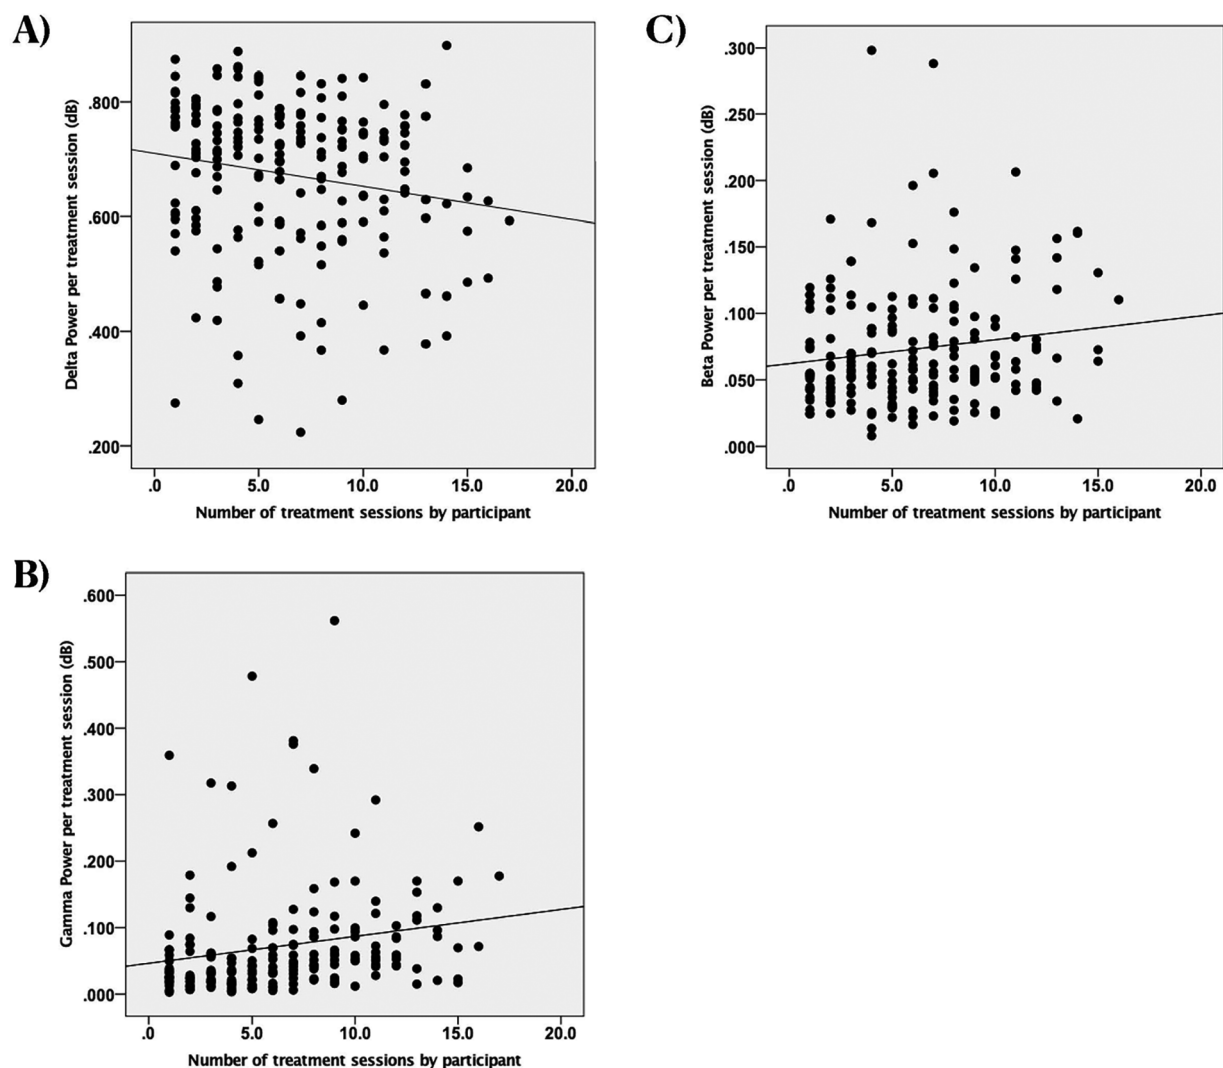 A)
Delta Power per treatment session (dB)
.800
.600
.400
.200
.0 5.0 10.0 15.0 20.0
Number of treatment sessions by participant
C)
Beta Power per treatment session (dB)
.300
.250
.200
.150
.100
.050
.000
.0 5.0 10.0 15.0 20.0
Number of treatment sessions by participant
B)
Gamma Power per treatment session (dB)
.600
.500
.400
.300
.200
.100
.000
.0 5.0 10.0 15.0 20.0
Number of treatment sessions by participant